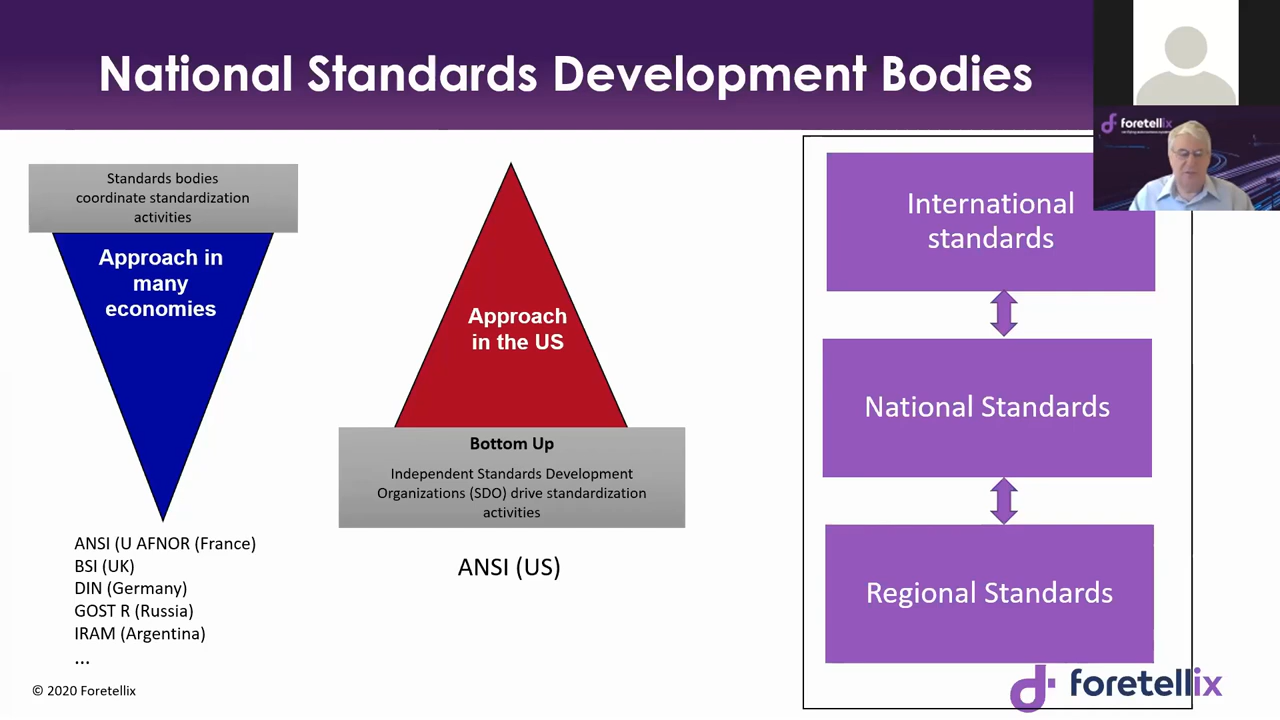 National Standards Development Bodies
foretellix
Standards bodies
coordinate standardization
activities
Approach in
many
economies
ANSI (U AFNOR (France)
BSI (UK)
DIN (Germany)
GOST R (Russia)
IRAM (Argentina)
...
Approach
in the US
Bottom Up
Independent Standards Development
Organizations (SDO) drive standardization
activities
ANSI (US)
International
standards
National Standards
Regional Standards
© 2020 Foretellix
foretellix